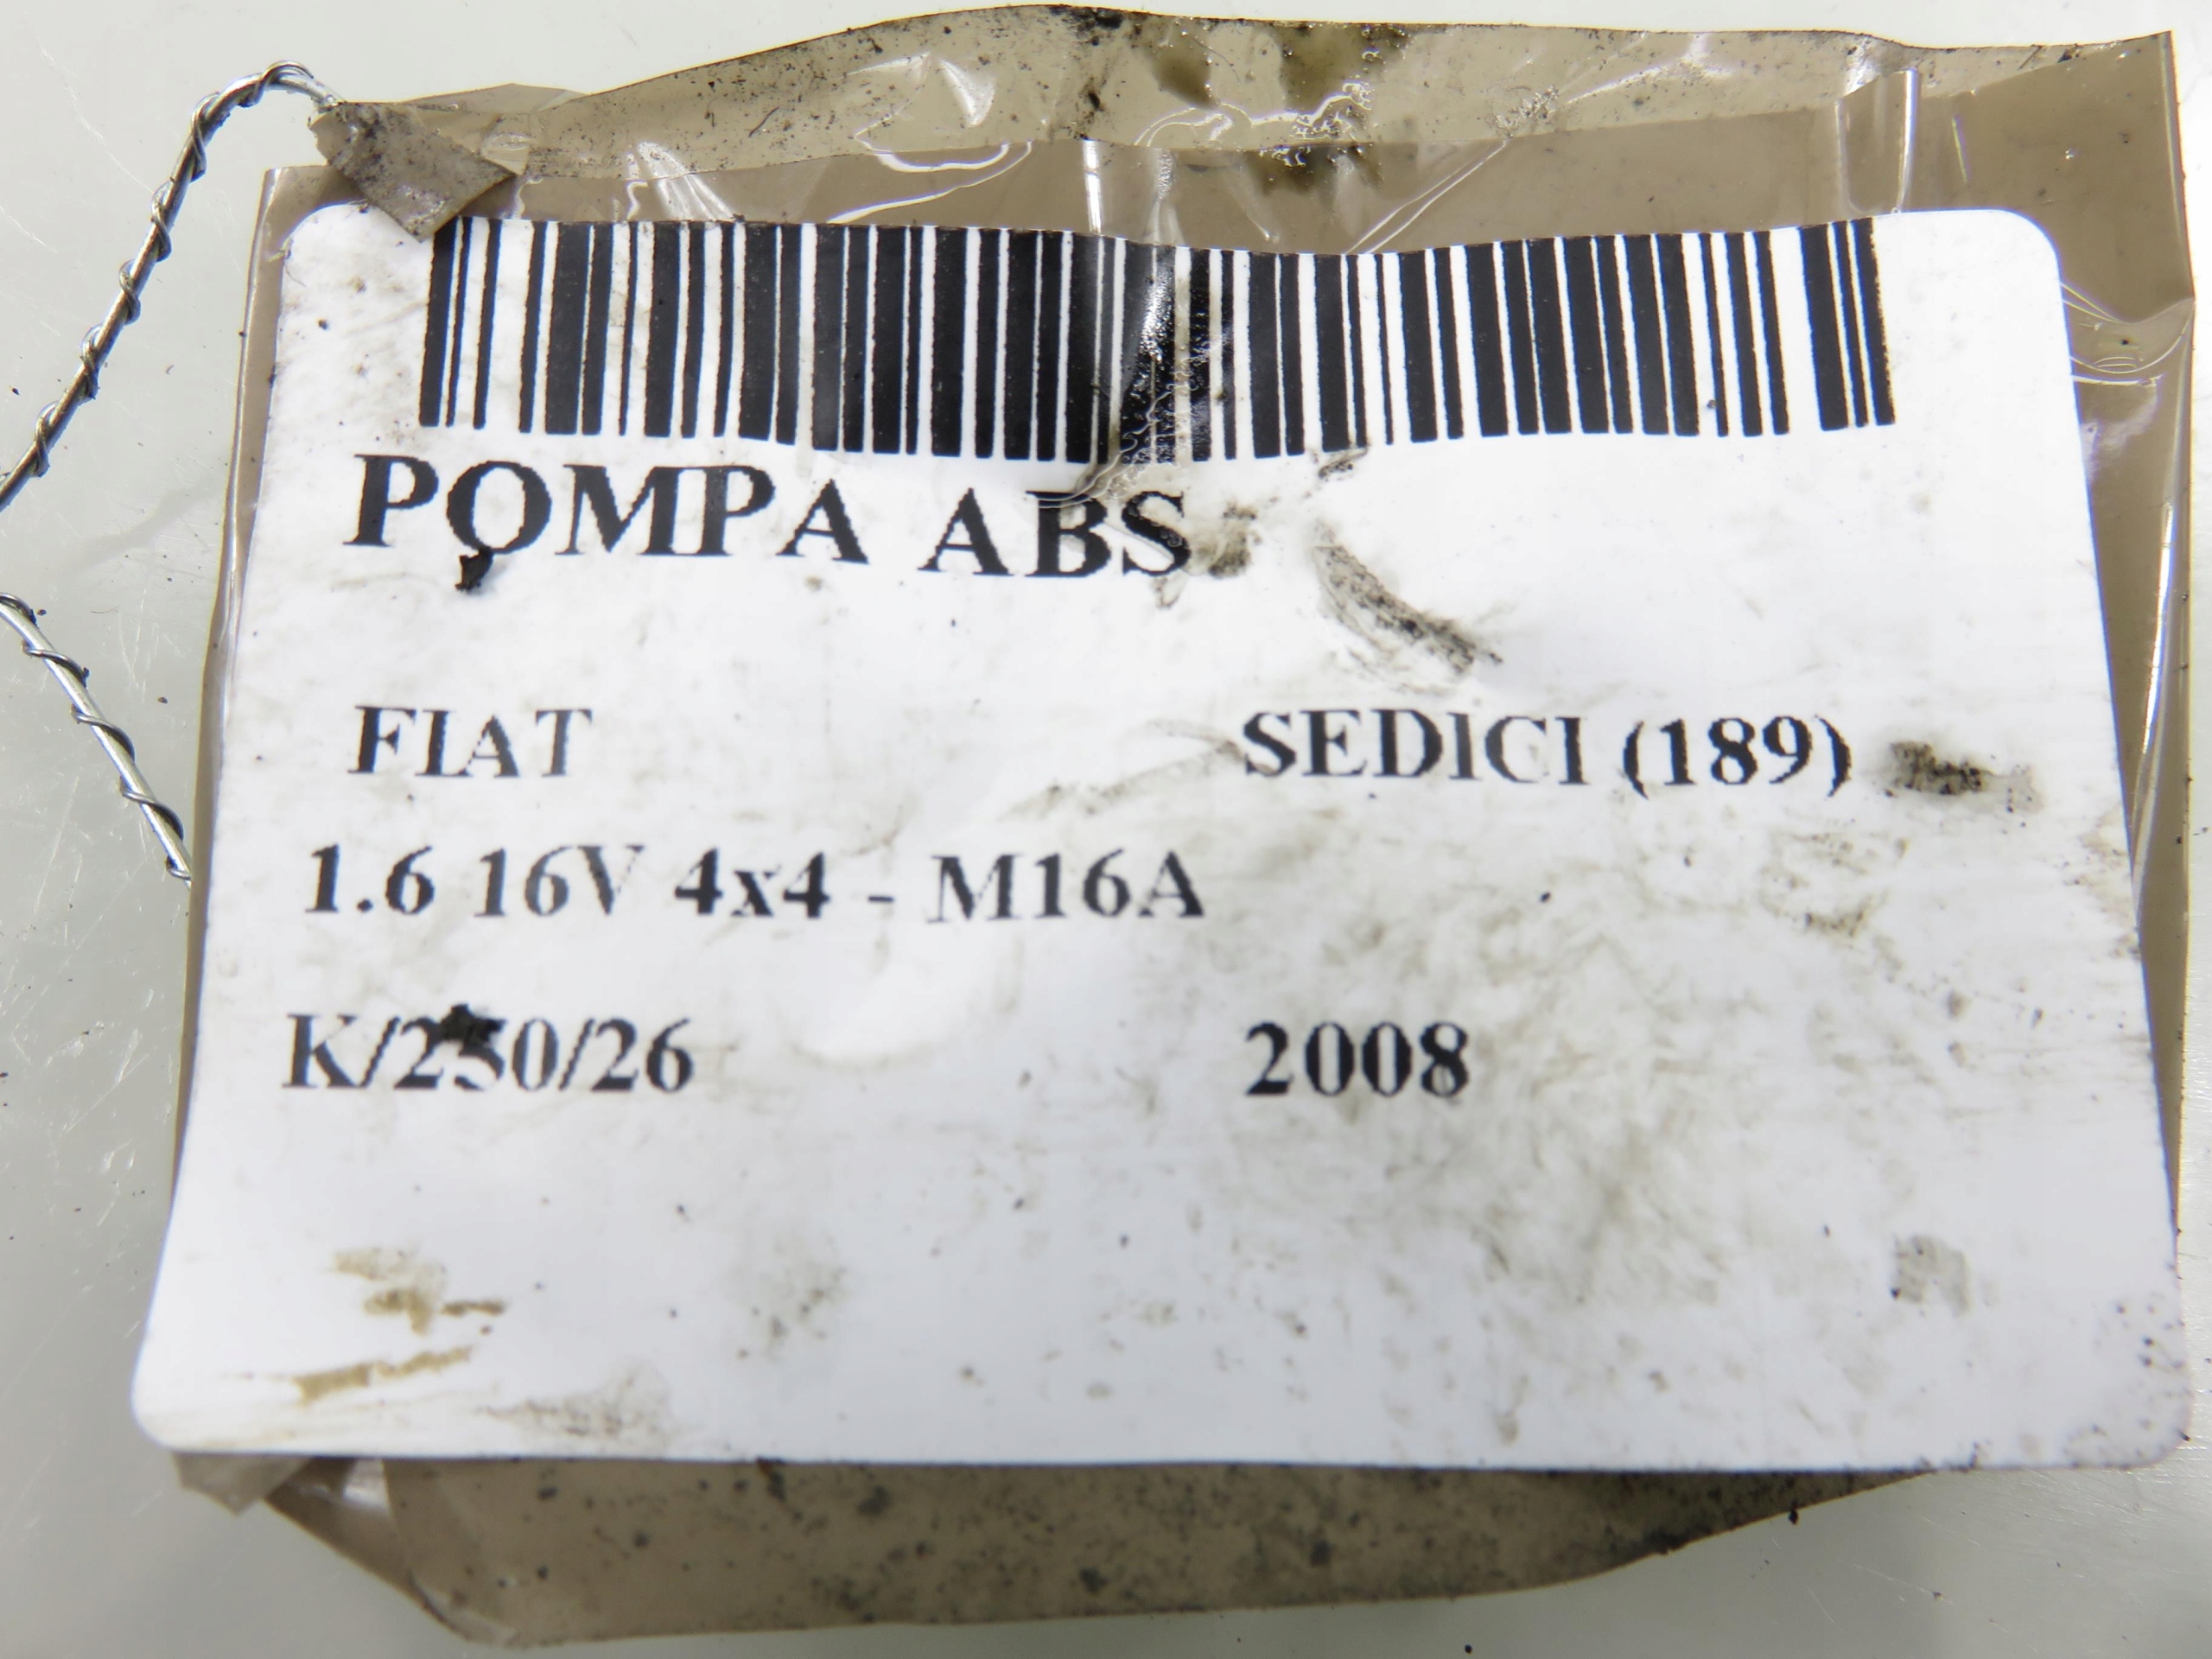 POMPA ABS
FIAT SEDICI (189)
1.6 16V 4x4 - M16A
K/250/26 2008